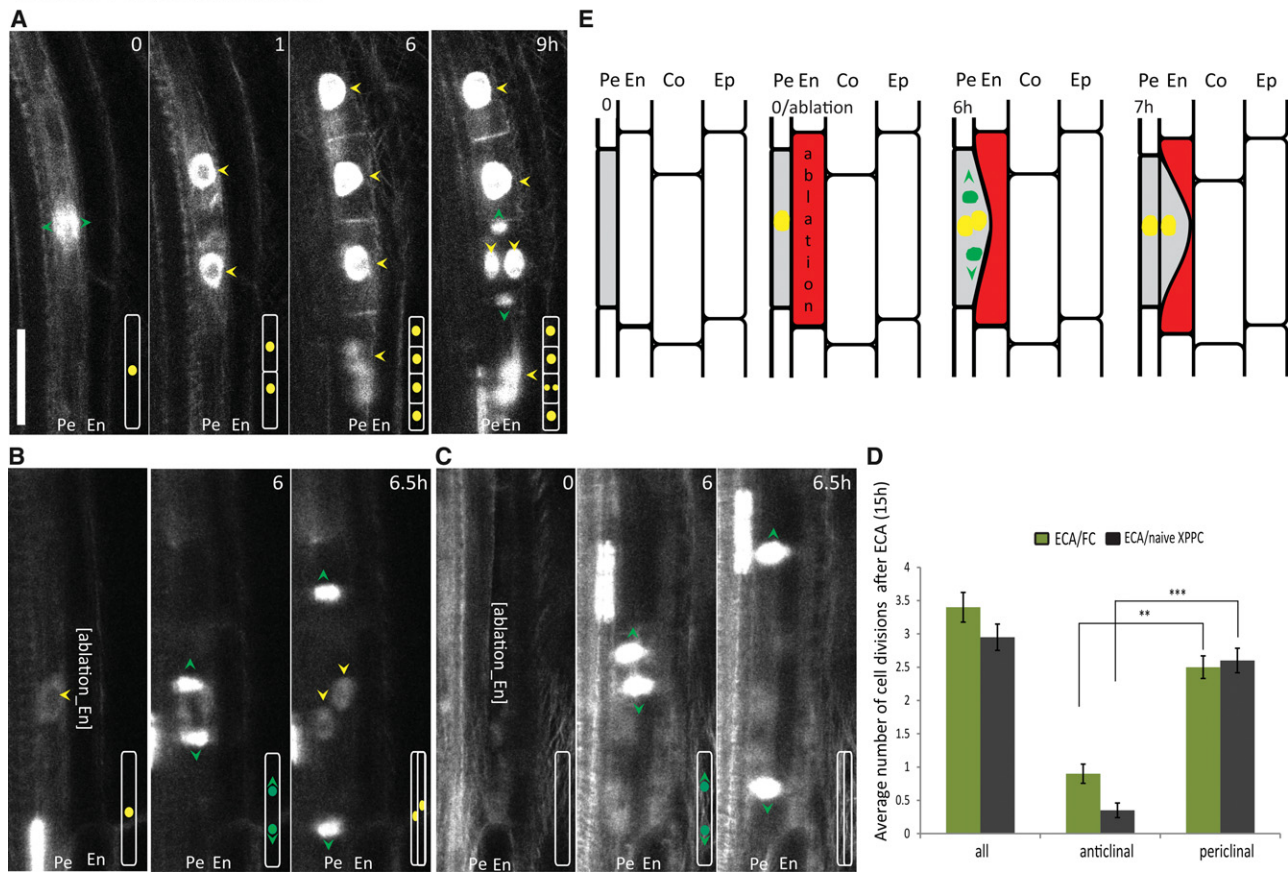 A
0
1
6
9h
Pe En
Pe En
Pe En
Pe En
E
Pe En Co Ep
0
Pe En Co Ep
0/ablation
ablation
Pe En Co Ep
6h
Pe En Co Ep
7h
B
[ablation_En]
6
6.5h
Pe En
Pe En
C
0
6
6.5h
[ablation_En]
Pe En
Pe En
D
Average number of cell divisions after ECA (15h)
ECA/FC ECA/naive XPPC
4
3.5
3
2.5
2
1.5
1
0.5
0
**
***
all anticlinal periclinal